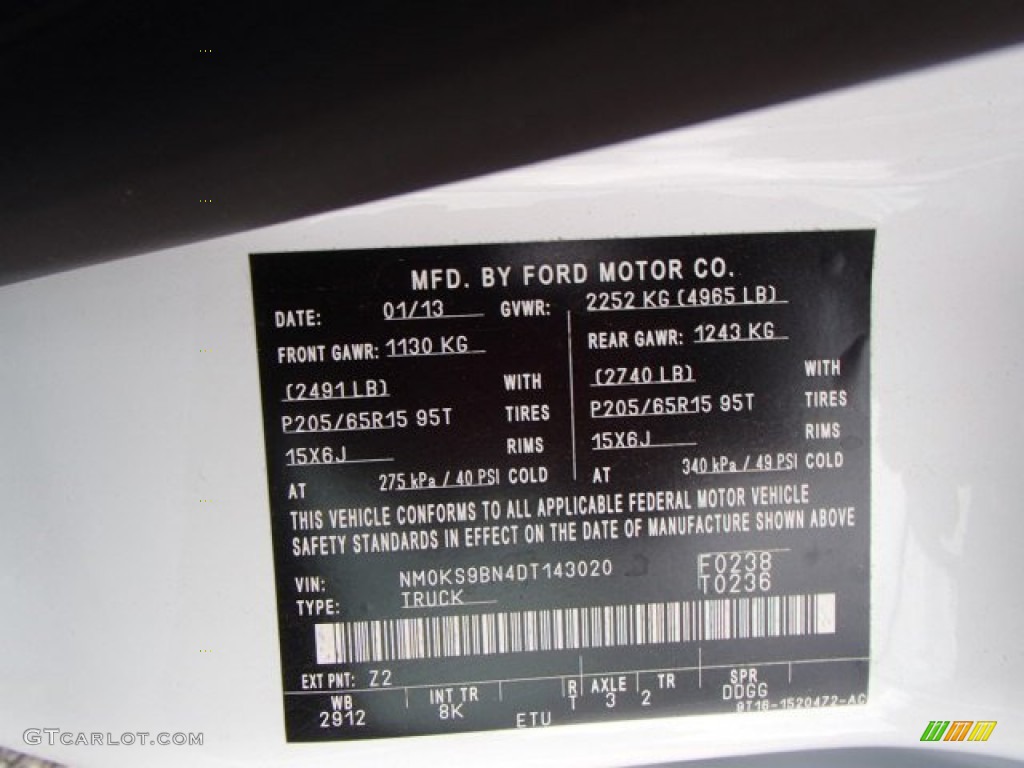 MFD. BY FORD MOTOR CO.
DATE: 01/13 GVWR: 2252 KG (4965 LB)
FRONT GAWR: 1130 KG REAR GAWR: 1243 KG
(2491 LB) WITH (2740 LB) WITH
P205/65R15 95T TIRES P205/65R15 95T TIRES
15X6J RIMS 15X6J RIMS
AT 275 kPa / 40 PSI COLD AT 340 kPa / 49 PSI COLD
THIS VEHICLE CONFORMS TO ALL APPLICABLE FEDERAL MOTOR VEHICLE
SAFETY STANDARDS IN EFFECT ON THE DATE OF MANUFACTURE SHOWN ABOVE
VIN: NM0KS9BN4DT143020 F0238
TYPE: TRUCK T0236
EXT PNT: Z2
WB INT TR R T AXLE TR SPR
2912 8K 3 2 DDGG
ETU 9T16-1520472-AC
GTCarLot.com